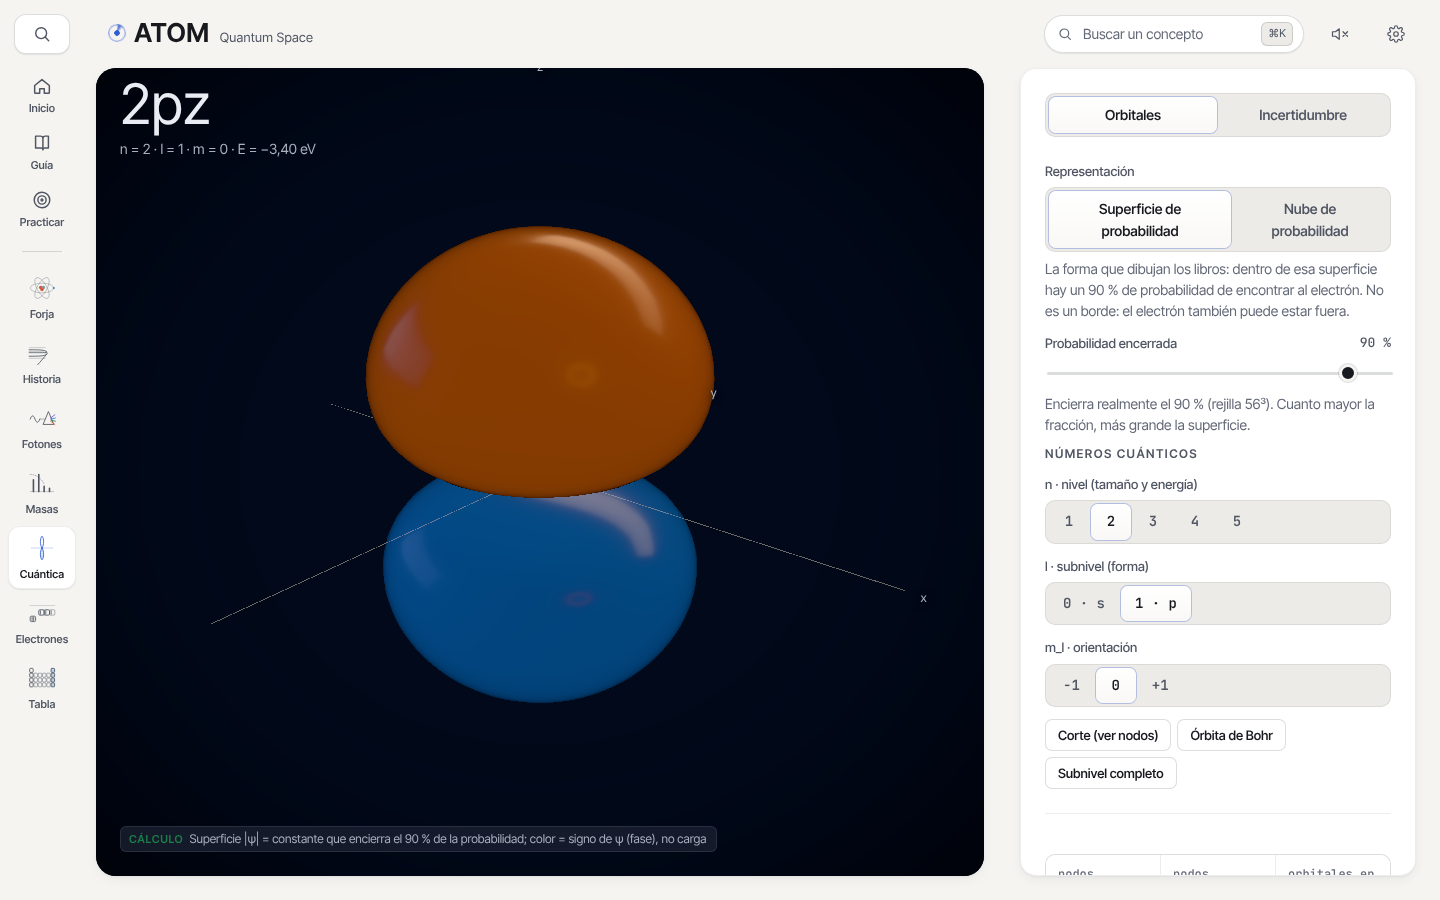 ATOM Quantum Space
Buscar un concepto ⌘K
Inicio
Guía
Practicar
Forja
Historia
Fotones
Masas
Cuántica
Electrones
Tabla
z
2pz
n = 2 · l = 1 · m = 0 · E = −3,40 eV
y
x
CÁLCULO Superficie |ψ| = constante que encierra el 90 % de la probabilidad; color = signo de ψ (fase), no carga
Orbitales
Incertidumbre
Representación
Superficie de
probabilidad
Nube de
probabilidad
La forma que dibujan los libros: dentro de esa superficie
hay un 90 % de probabilidad de encontrar al electrón. No
es un borde: el electrón también puede estar fuera.
Probabilidad encerrada 90 %
Encierra realmente el 90 % (rejilla 56³). Cuanto mayor la
fracción, más grande la superficie.
NÚMEROS CUÁNTICOS
n · nivel (tamaño y energía)
1 2 3 4 5
l · subnivel (forma)
0 · s 1 · p
m_l · orientación
-1 0 +1
Corte (ver nodos) Órbita de Bohr
Subnivel completo
nodos nodos orbitales en